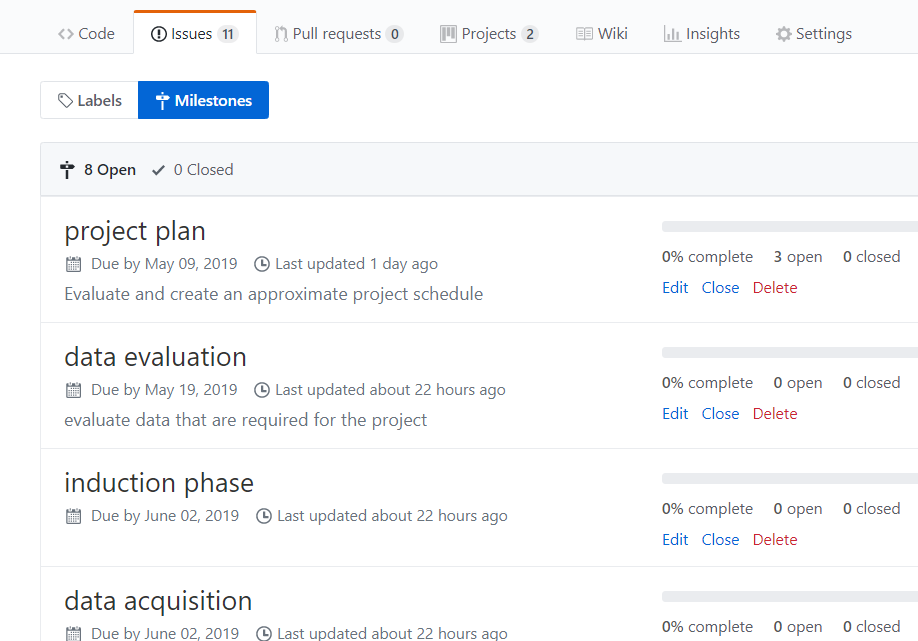 Code Issues 11 Pull requests 0 Projects 2 Wiki Insights Settings
Labels Milestones
8 Open 0 Closed
project plan
Due by May 09, 2019 Last updated 1 day ago
Evaluate and create an approximate project schedule
0% complete 3 open 0 closed
Edit Close Delete
data evaluation
Due by May 19, 2019 Last updated about 22 hours ago
evaluate data that are required for the project
0% complete 0 open 0 closed
Edit Close Delete
induction phase
Due by June 02, 2019 Last updated about 22 hours ago
0% complete 0 open 0 closed
Edit Close Delete
data acquisition
Due by June 02, 2019 Last updated about 22 hours ago
0% complete 0 open 0 closed